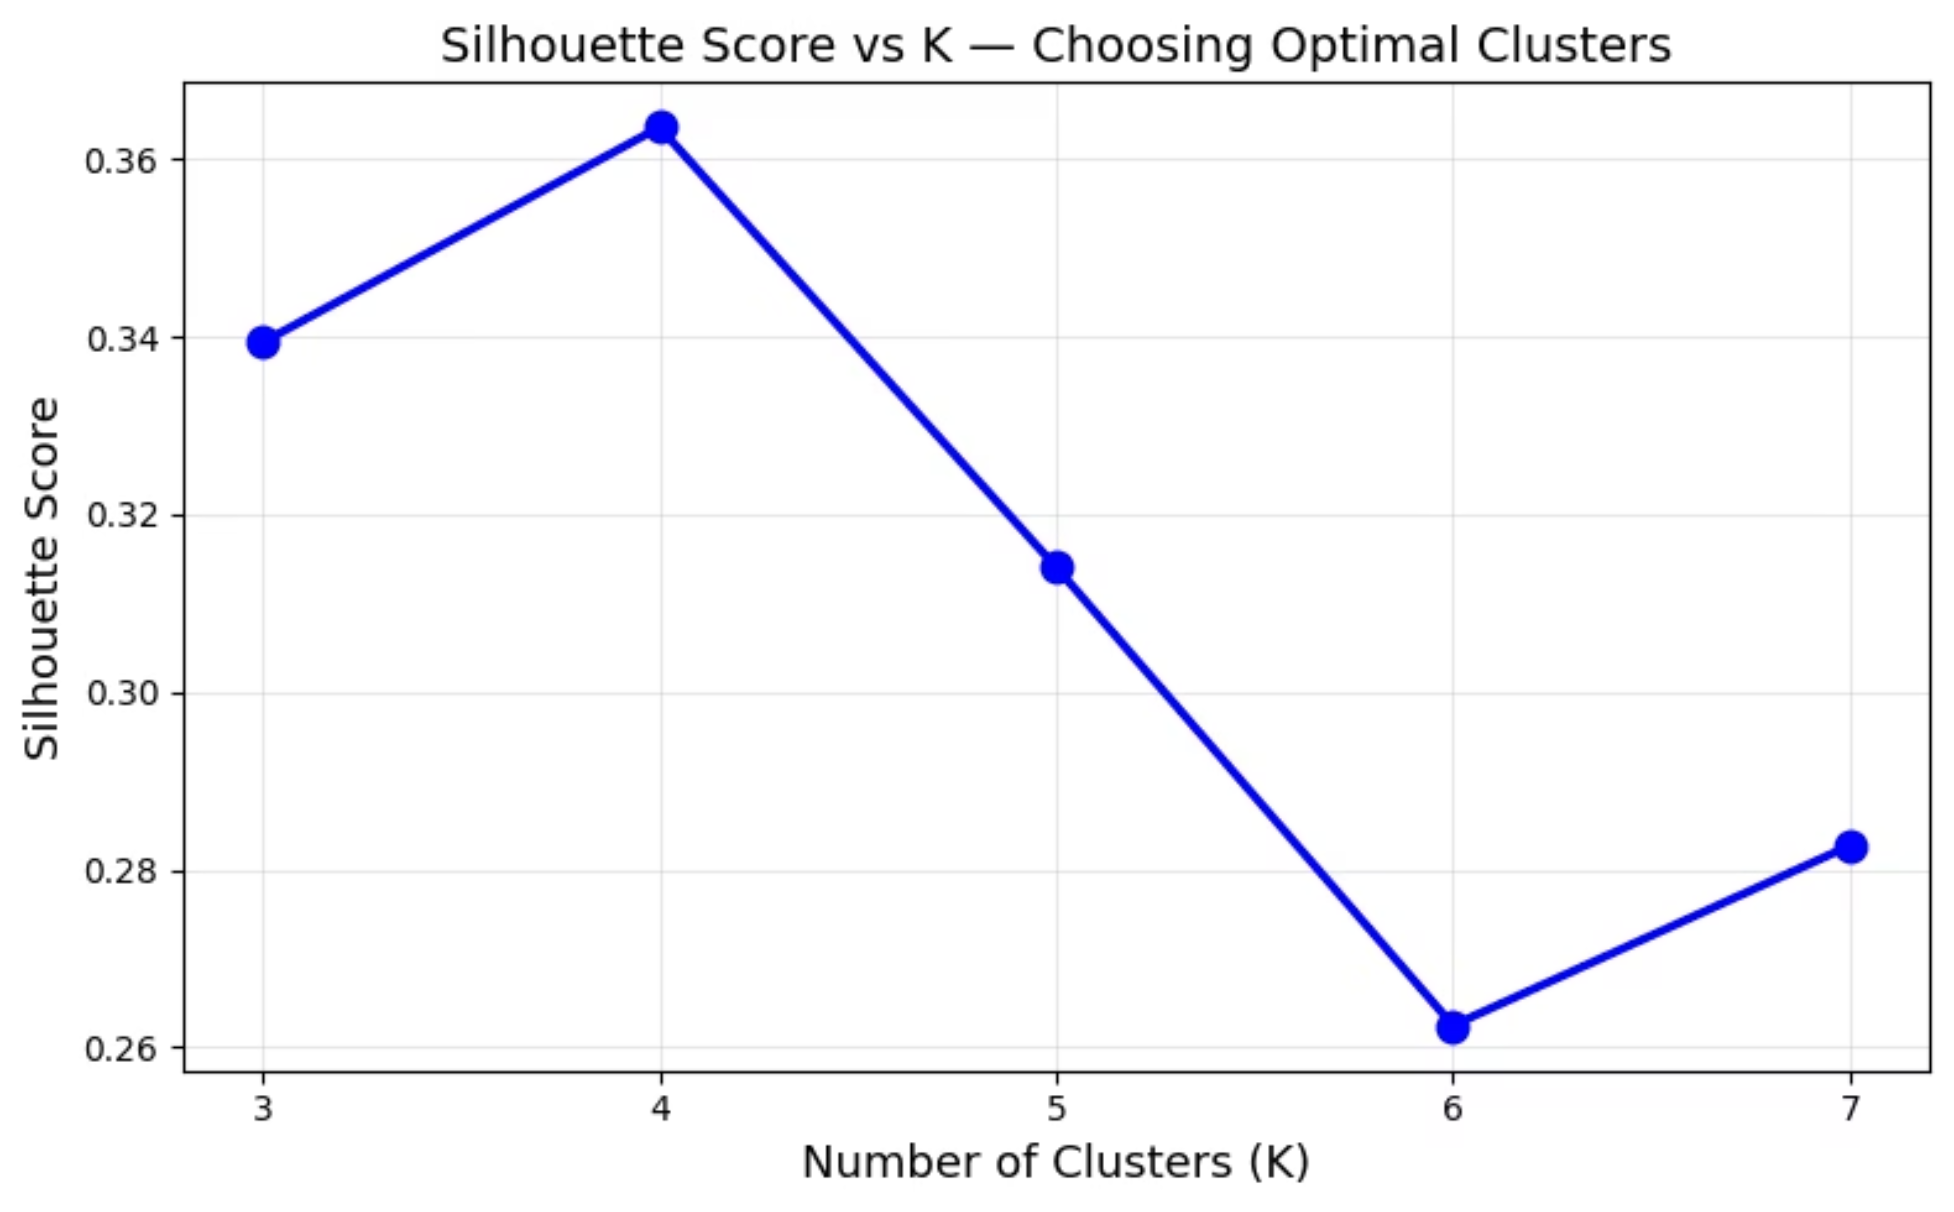 Silhouette Score vs K — Choosing Optimal Clusters
0.36
0.34
0.32
0.30
0.28
0.26
Silhouette Score
3 4 5 6 7
Number of Clusters (K)